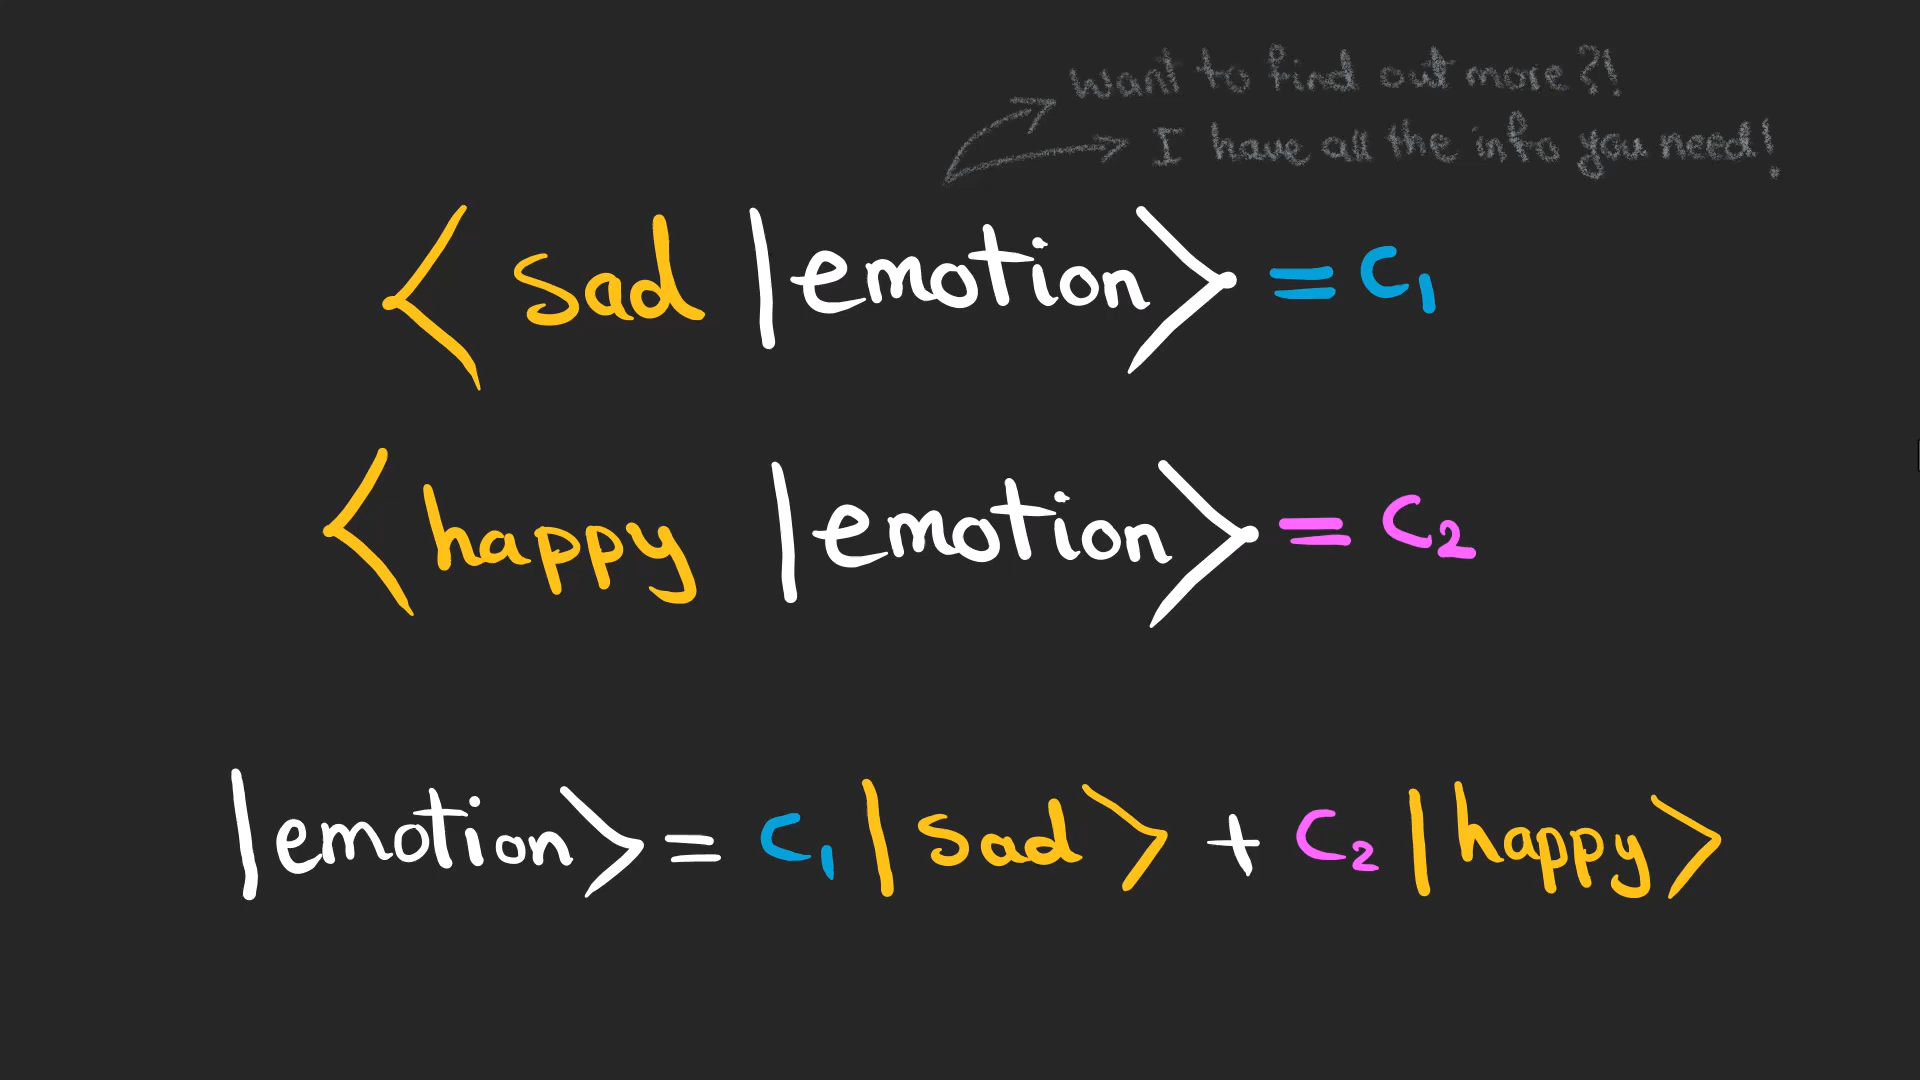 want to find out more?!
I have all the info you need!
<sad|emotion> = c₁
<happy|emotion> = c₂
|emotion> = c₁|sad> + c₂|happy>